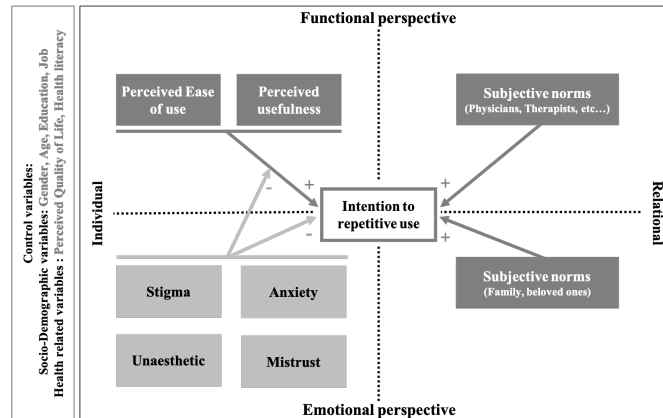 Control variables:
Socio-Demographic variables: Gender, Age, Education, Job
Health related variables : Perceived Quality of Life, Health literacy
Functional perspective
Perceived Ease
of use
Perceived
usefulness
Subjective norms
(Physicians, Therapists, etc…)
+
+
-
Individual
Intention to
repetitive use
Relational
-
+
Stigma
Anxiety
Subjective norms
(Family, beloved ones)
Unaesthetic
Mistrust
Emotional perspective